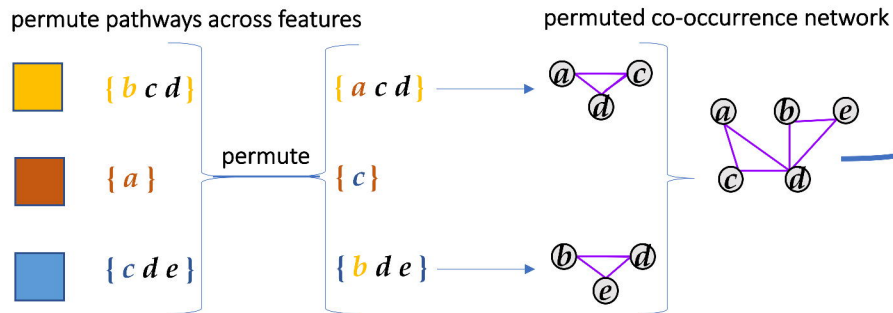 permute pathways across features
permuted co-occurrence network
{ b c d }
{ a c d }
a c
d
a b e
c d
{ a }
permute
{ c }
{ c d e }
{ b d e }
b d
e